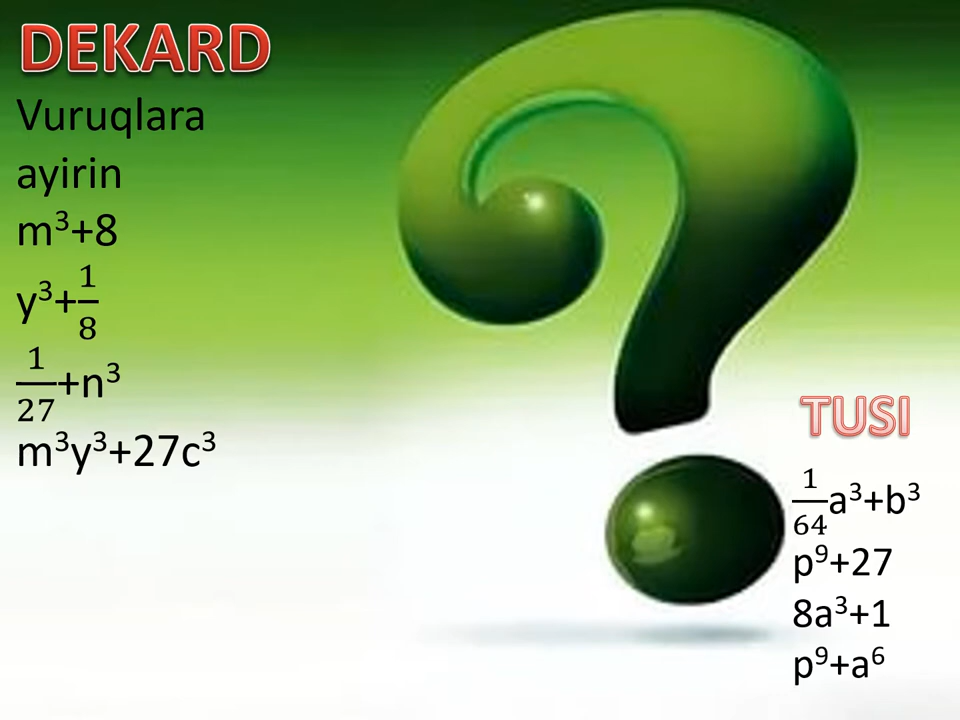 DEKARD
Vuruqlara
ayirin
m³+8
y³+1/8
1/27+n³
m³y³+27c³
TUSI
1/64a³+b³
p⁹+27
8a³+1
p⁹+a⁶